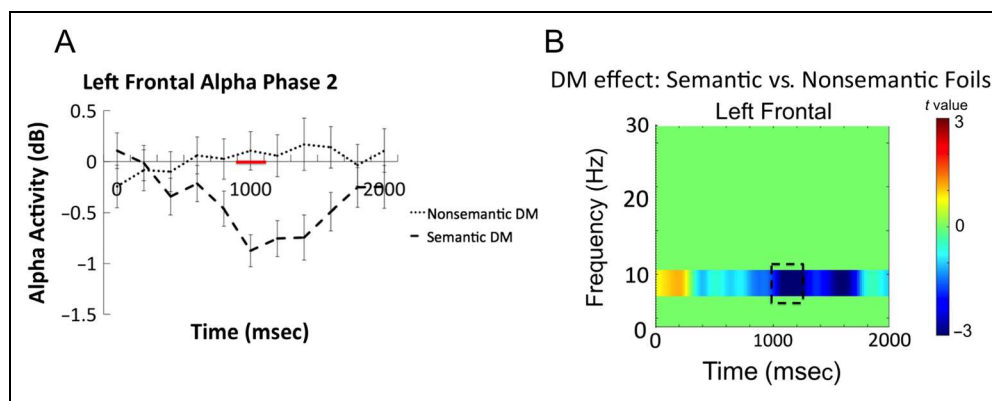 A
Left Frontal Alpha Phase 2
Alpha Activity (dB)
0.5
0
−0.5
−1
−1.5
0
1000
2000
Nonsemantic DM
Semantic DM
Time (msec)
B
DM effect: Semantic vs. Nonsemantic Foils
Left Frontal
t value
Frequency (Hz)
30
20
10
0
0
1000
2000
Time (msec)
3
0
−3